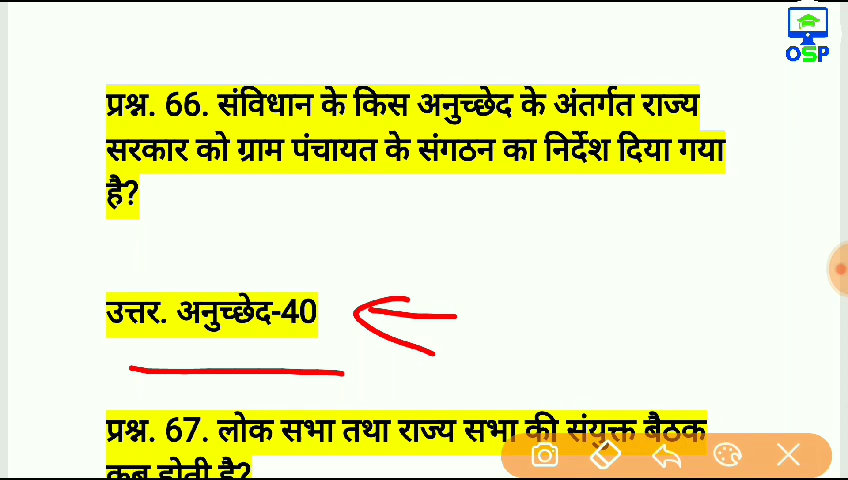 OSP
प्रश्न. 66. संविधान के किस अनुच्छेद के अंतर्गत राज्य
सरकार को ग्राम पंचायत के संगठन का निर्देश दिया गया
है?
उत्तर. अनुच्छेद-40
प्रश्न. 67. लोक सभा तथा राज्य सभा की संयुक्त बैठक
कब होती है?